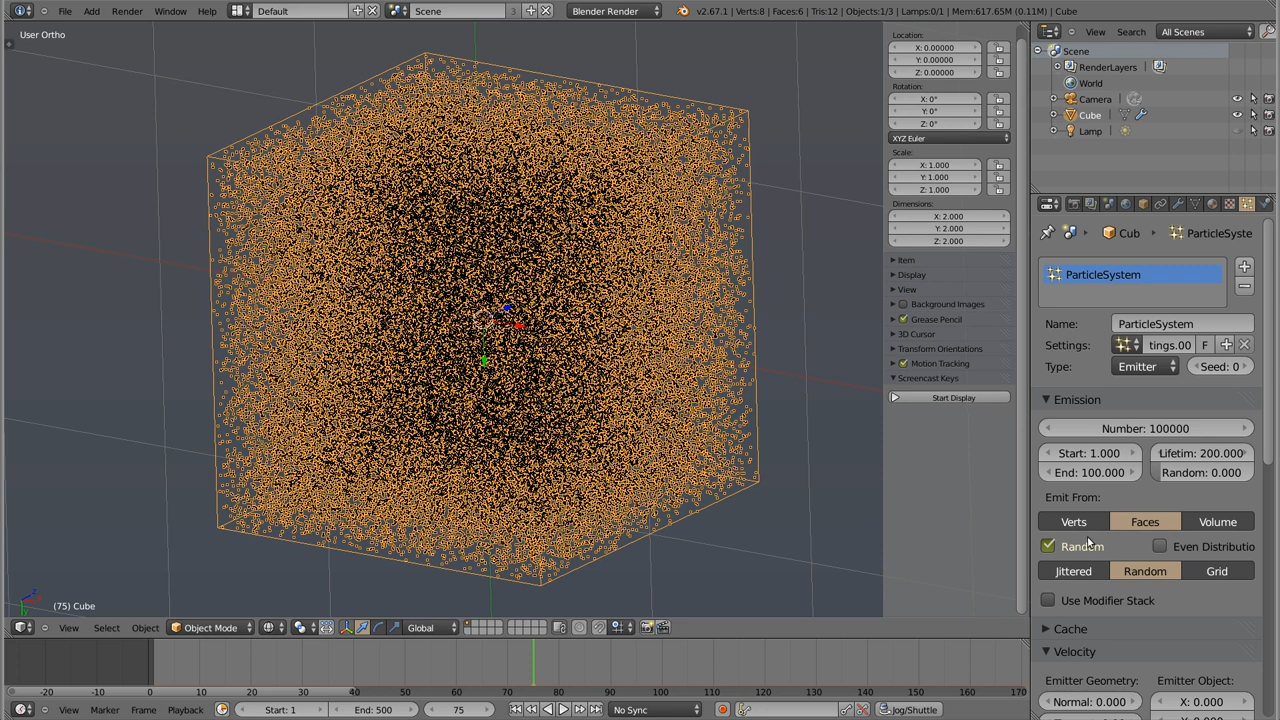 File Add Render Window Help Default Scene 3 Blender Render v2.67.1 | Verts:8 | Faces:6 | Tris:12 | Objects:1/3 | Lamps:0/1 | Mem:617.65M (0.11M) | Cube
User Ortho
(75) Cube
View Select Object Object Mode Global
-20 -10 0 10 20 30 40 50 60 70 80 90 100 110 120 130 140 150 160 170
View Marker Frame Playback Start: 1 End: 500 75 No Sync Jog/Shuttle
Location:
X: 0.00000
Y: 0.00000
Z: 0.00000
Rotation:
X: 0°
Y: 0°
Z: 0°
XYZ Euler
Scale:
X: 1.000
Y: 1.000
Z: 1.000
Dimensions:
X: 2.000
Y: 2.000
Z: 2.000
Item
Display
View
Background Images
Grease Pencil
3D Cursor
Transform Orientations
Motion Tracking
Screencast Keys
Start Display
View Search All Scenes
Scene
RenderLayers
World
Camera
Cube
Lamp
Cub ParticleSyste
ParticleSystem
Name: ParticleSystem
Settings: tings.00 F
Type: Emitter Seed: 0
Emission
Number: 100000
Start: 1.000 Lifetim: 200.000
End: 100.000 Random: 0.000
Emit From:
Verts Faces Volume
Random Even Distributio
Jittered Random Grid
Use Modifier Stack
Cache
Velocity
Emitter Geometry: Emitter Object:
Normal: 0.000 X: 0.000